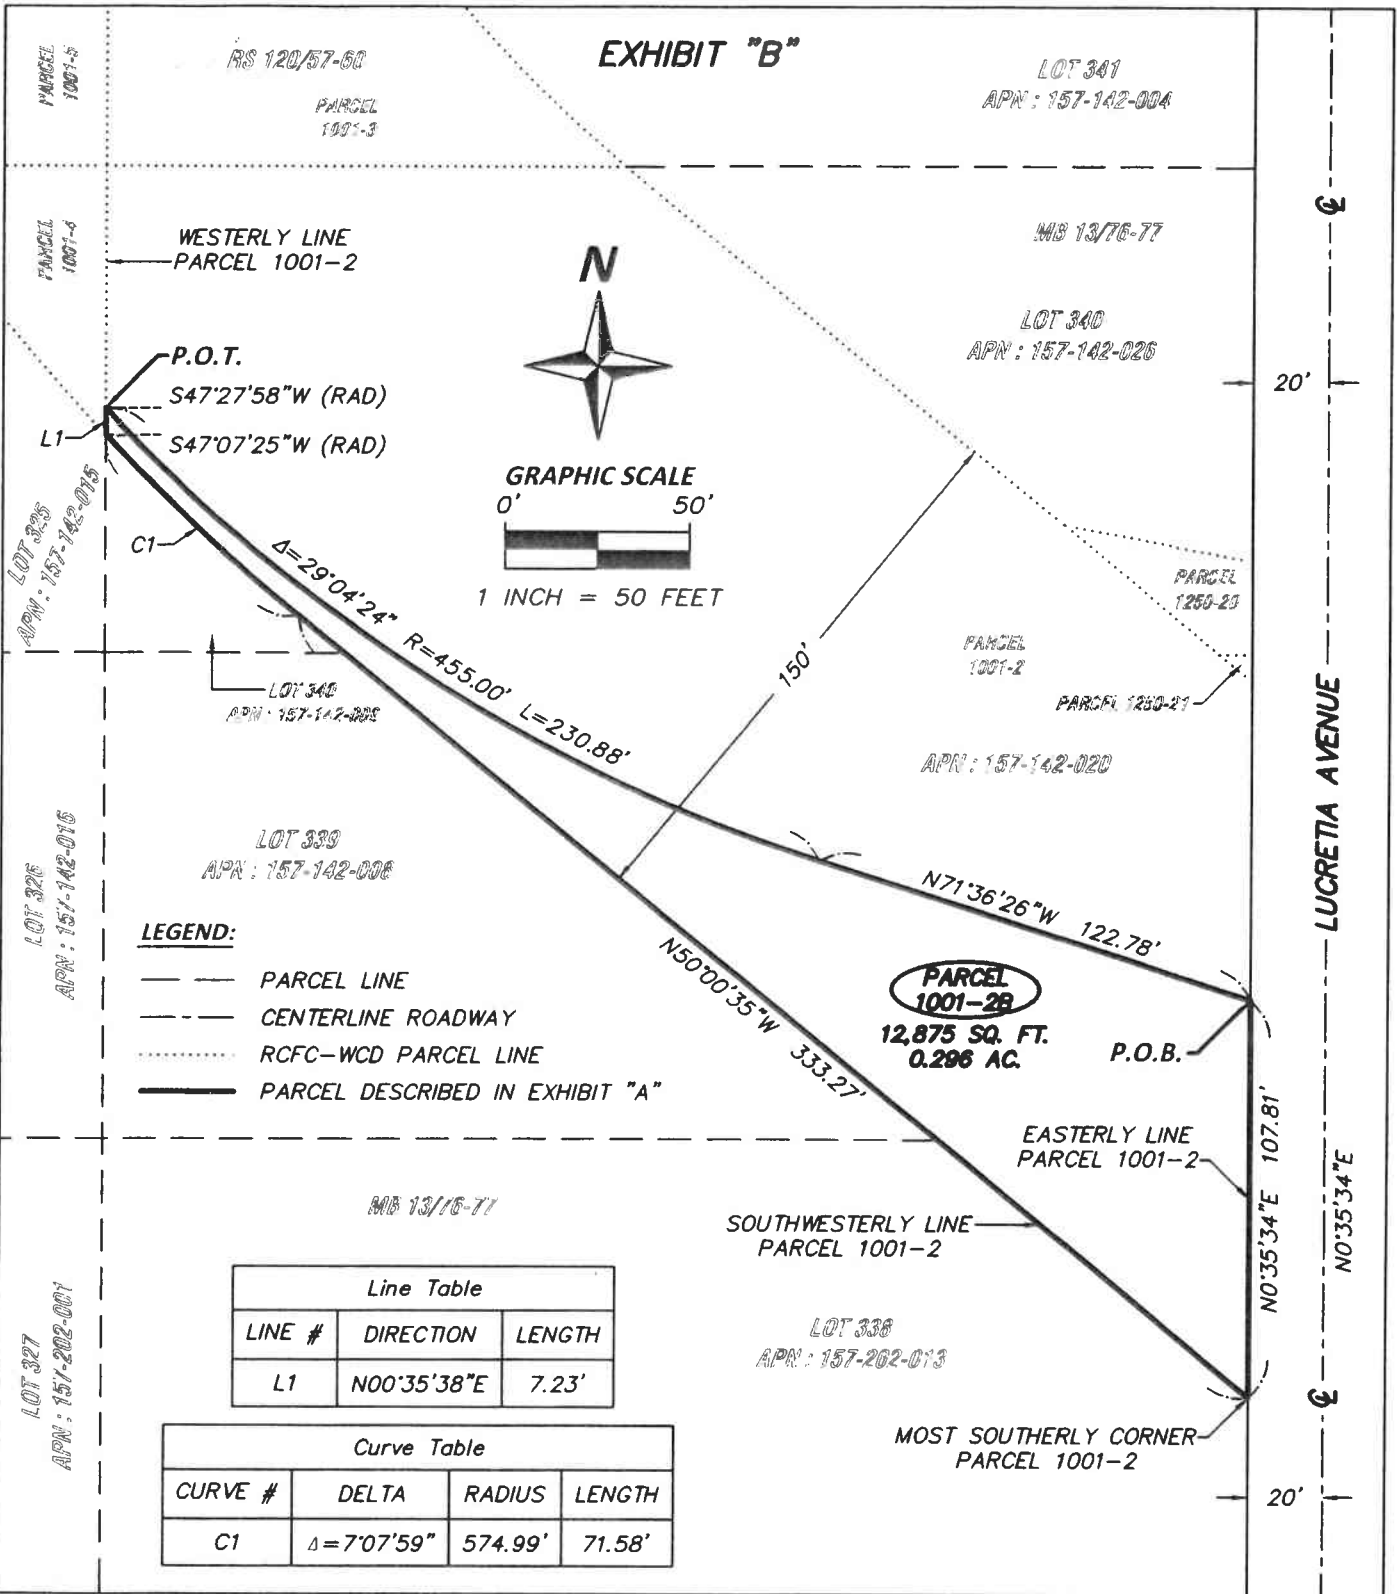 EXHIBIT "B"
PARCEL
1001-5
RS 120/57-60
PARCEL
1001-3
LOT 341
APN : 157-142-004
PARCEL
1001-4
WESTERLY LINE
PARCEL 1001-2
N
MB 13/76-77
LOT 340
APN : 157-142-026
℄
20'
P.O.T.
S47°27'58"W (RAD)
L1
S47°07'25"W (RAD)
GRAPHIC SCALE
0' 50'
1 INCH = 50 FEET
LOT 325
APN : 157-142-015
C1
Δ=29°04'24" R=455.00' L=230.88'
150'
PARCEL
1250-20
PARCEL
1001-2
PARCEL 1250-21
LOT 340
APN : 157-142-009
APN : 157-142-020
LUCRETIA AVENUE
LOT 339
APN : 157-142-008
LOT 326
APN : 157-142-016
N71°36'26"W 122.78'
LEGEND:
PARCEL LINE
CENTERLINE ROADWAY
RCFC-WCD PARCEL LINE
PARCEL DESCRIBED IN EXHIBIT "A"
N50°00'35"W 333.27'
PARCEL
1001-2B
12,875 SQ. FT.
0.296 AC.
P.O.B.
EASTERLY LINE
PARCEL 1001-2
N0°35'34"E 107.81'
N0°35'34"E
MB 13/76-77
SOUTHWESTERLY LINE
PARCEL 1001-2
LOT 338
APN : 157-202-013
LOT 327
APN : 157-202-001
Line Table
LINE # DIRECTION LENGTH
L1 N00°35'38"E 7.23'
Curve Table
CURVE # DELTA RADIUS LENGTH
C1 Δ=7°07'59" 574.99' 71.58'
MOST SOUTHERLY CORNER
PARCEL 1001-2
℄
20'